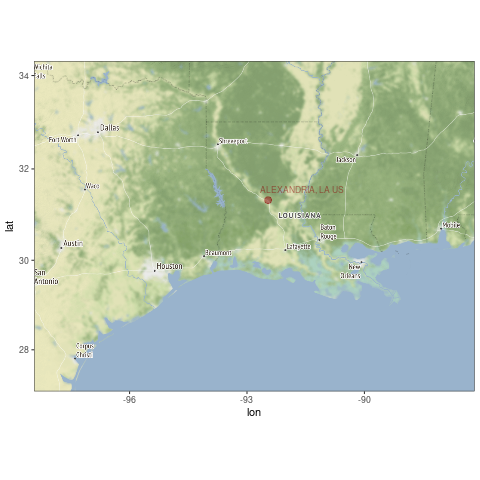 34
Wichita
Falls
Dallas
Fort Worth
Shreveport
32
Jackson
Waco
ALEXANDRIA, LA US
LOUISIANA
Baton
Rouge
Mobile
Austin
Lafayette
Beaumont
30
Houston
New
Orleans
San
Antonio
28
Corpus
Christi
-96
-93
-90
lat
lon